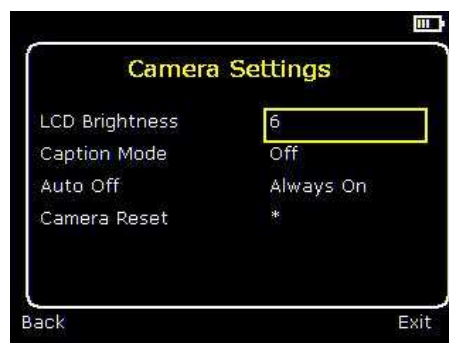 Camera Settings
LCD Brightness 6
Caption Mode Off
Auto Off Always On
Camera Reset *
Back Exit